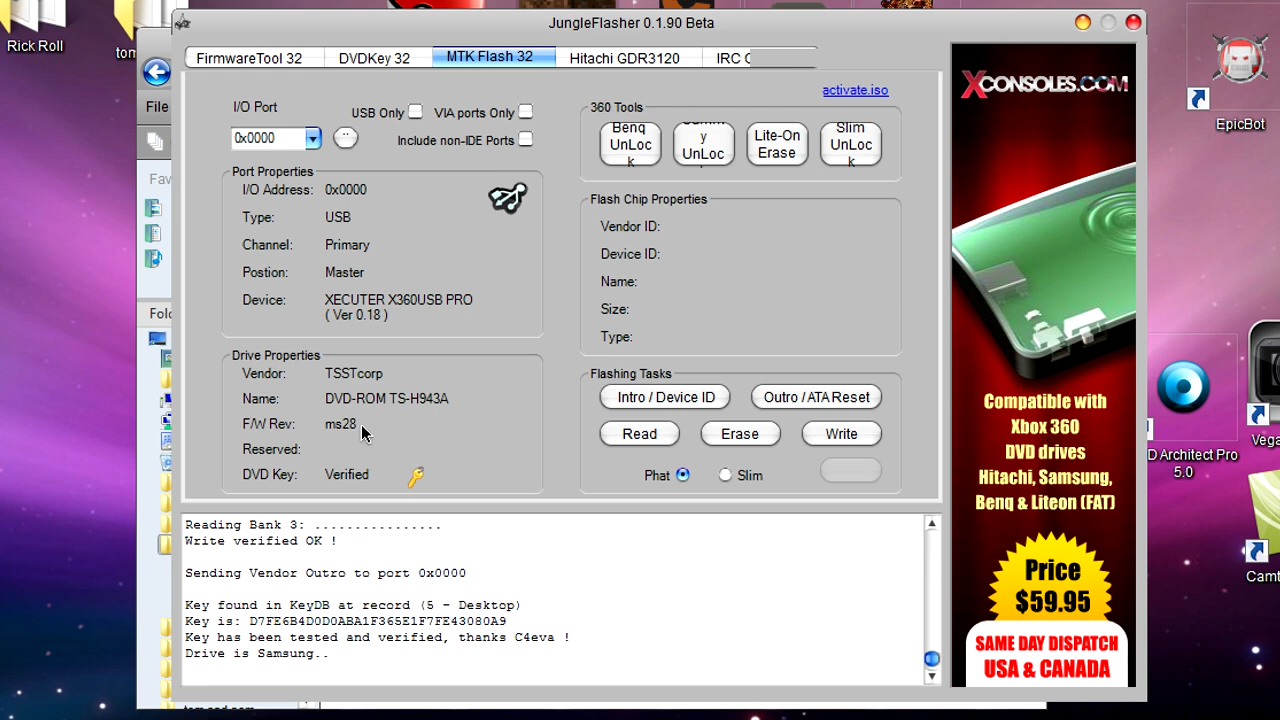 Rick Roll
tom
JungleFlasher 0.1.90 Beta
FirmwareTool 32
DVDKey 32
MTK Flash 32
Hitachi GDR3120
IRC
File
Fav
Fold
I/O Port
USB Only
VIA ports Only
0x0000
Include non-IDE Ports
Port Properties
I/O Address: 0x0000
Type: USB
Channel: Primary
Postion: Master
Device: XECUTER X360USB PRO
( Ver 0.18 )
Drive Properties
Vendor: TSSTcorp
Name: DVD-ROM TS-H943A
F/W Rev: ms28
Reserved:
DVD Key: Verified
activate.iso
360 Tools
Benq
UnLoc
k
y
UnLoc
Lite-On
Erase
Slim
UnLoc
k
Flash Chip Properties
Vendor ID:
Device ID:
Name:
Size:
Type:
Flashing Tasks
Intro / Device ID
Outro / ATA Reset
Read
Erase
Write
Phat
Slim
Reading Bank 3: ................
Write verified OK !
Sending Vendor Outro to port 0x0000
Key found in KeyDB at record (5 - Desktop)
Key is: D7FE6B4D0D0ABA1F365E1F7FE43080A9
Key has been tested and verified, thanks C4eva !
Drive is Samsung..
XCONSOLES.COM
Compatible with
Xbox 360
DVD drives
Hitachi, Samsung,
Benq & Liteon (FAT)
Price
$59.95
SAME DAY DISPATCH
USA & CANADA
EpicBot
Vega
D Architect Pro
5.0
Camt